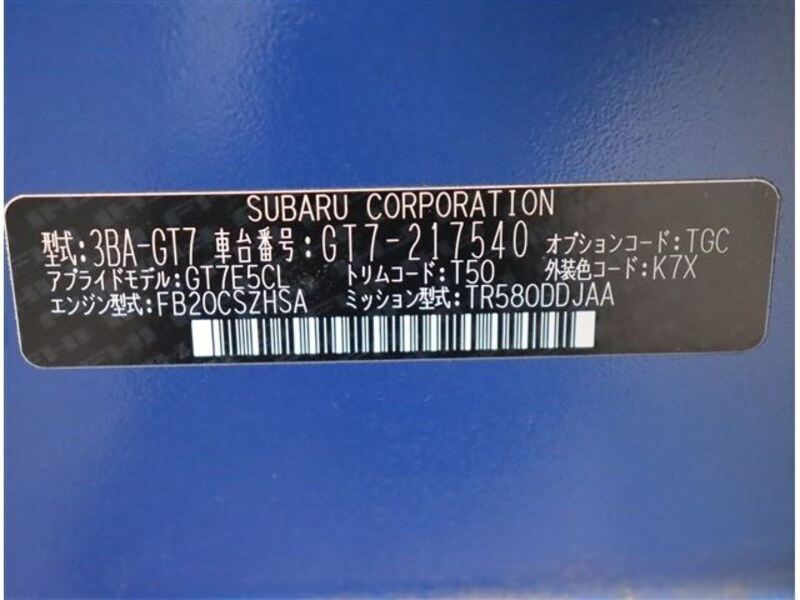 SUBARU CORPORATION
型式:3BA-GT7 車台番号:GT7-217540 オプションコード:TGC
アプライドモデル:GT7E5CL トリムコード:T50 外装色コード:K7X
エンジン型式:FB20CSZHSA ミッション型式:TR580DDJAA